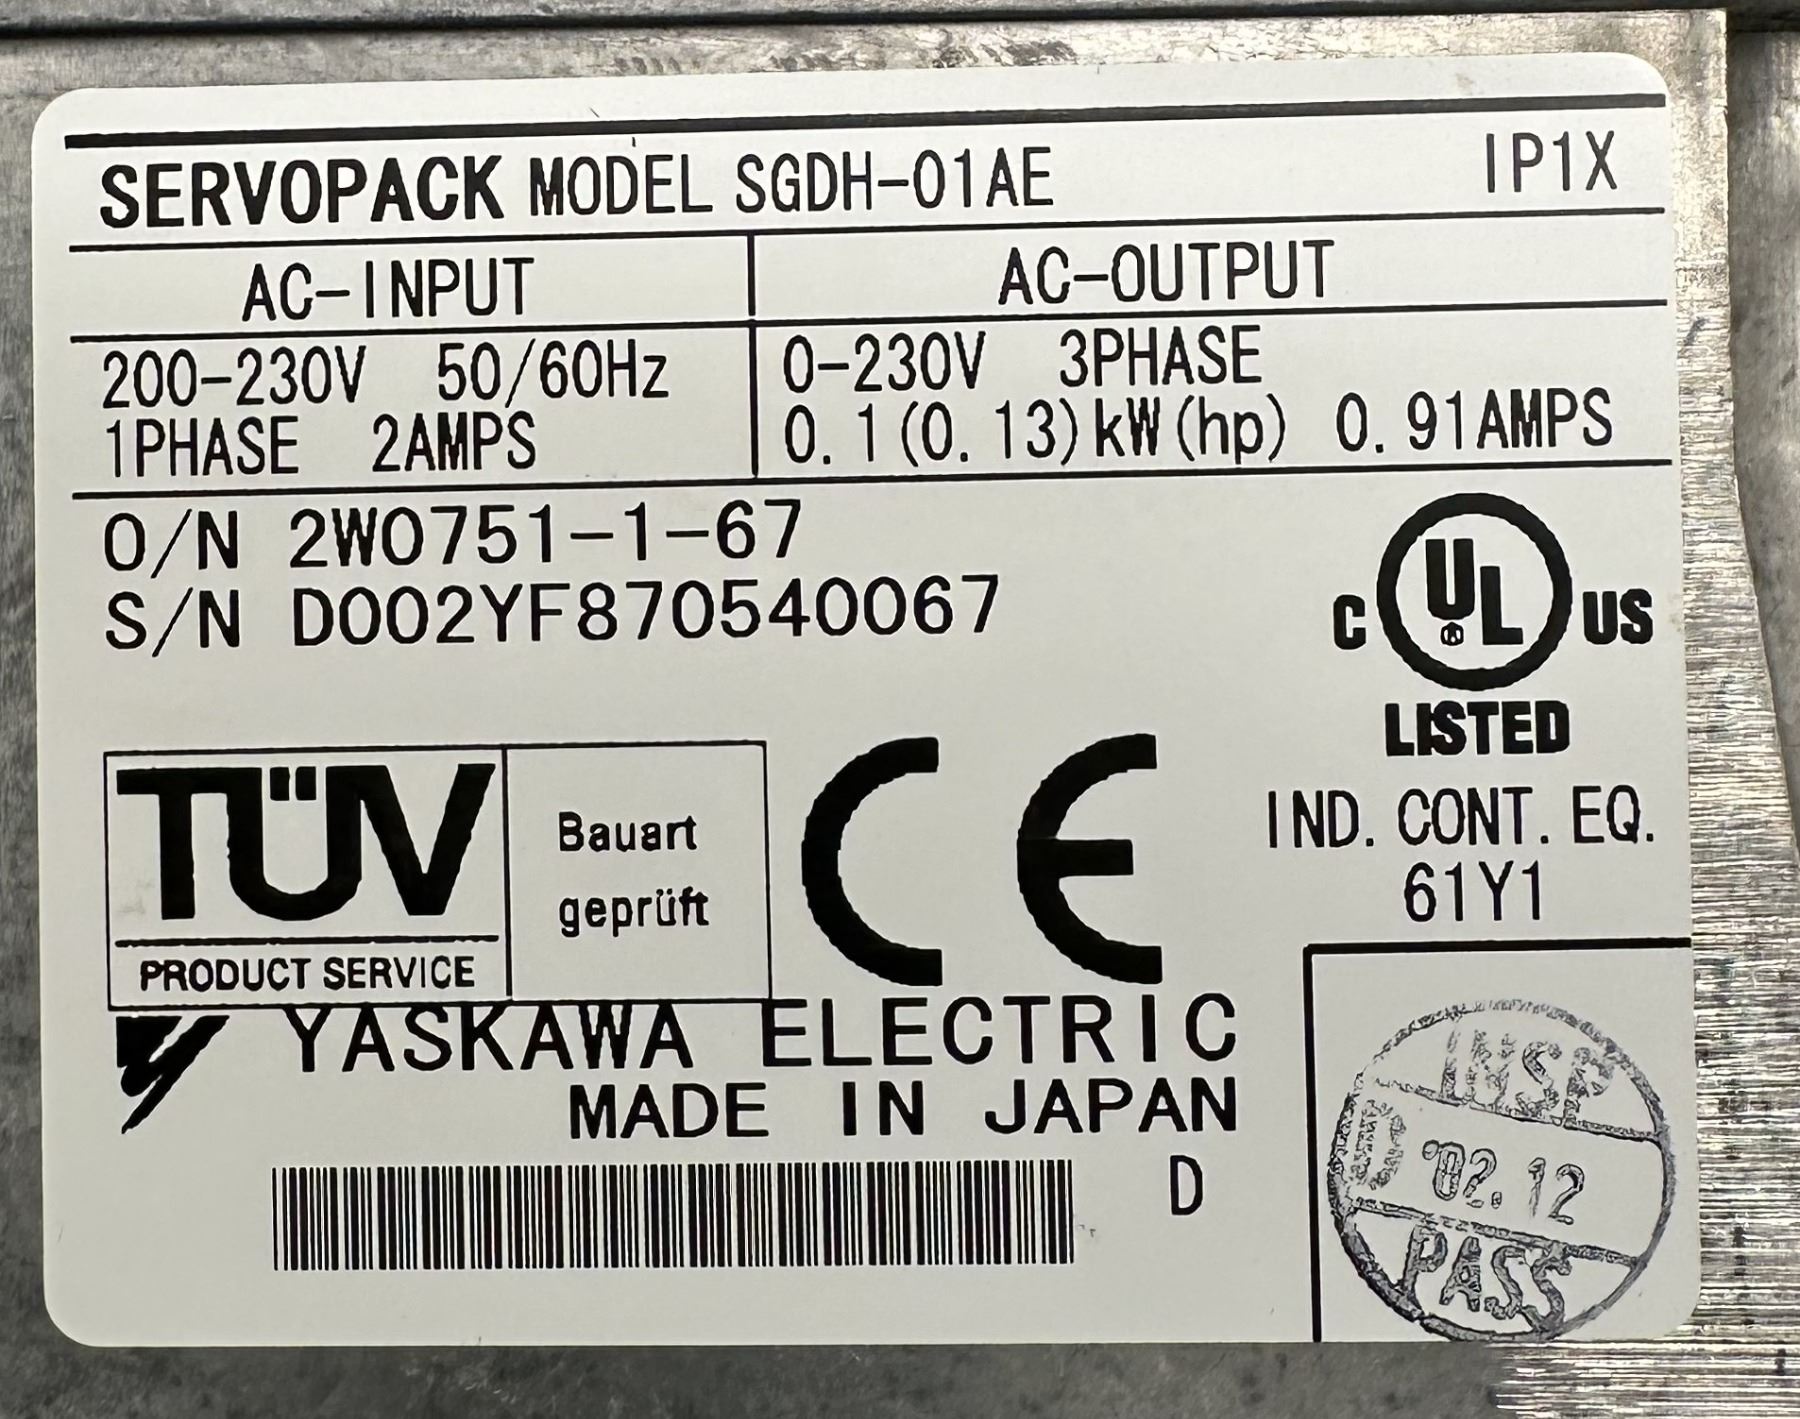 SERVOPACK MODEL SGDH-01AE IP1X
AC-INPUT AC-OUTPUT
200-230V 50/60Hz 0-230V 3PHASE
1PHASE 2AMPS 0.1(0.13)kW(hp) 0.91AMPS
O/N 2W0751-1-67
S/N D002YF870540067
C UL US
LISTED
IND. CONT. EQ.
61Y1
TÜV
PRODUCT SERVICE
Bauart
geprüft
CE
YASKAWA ELECTRIC
MADE IN JAPAN
D
INSP
'02.12
PASS